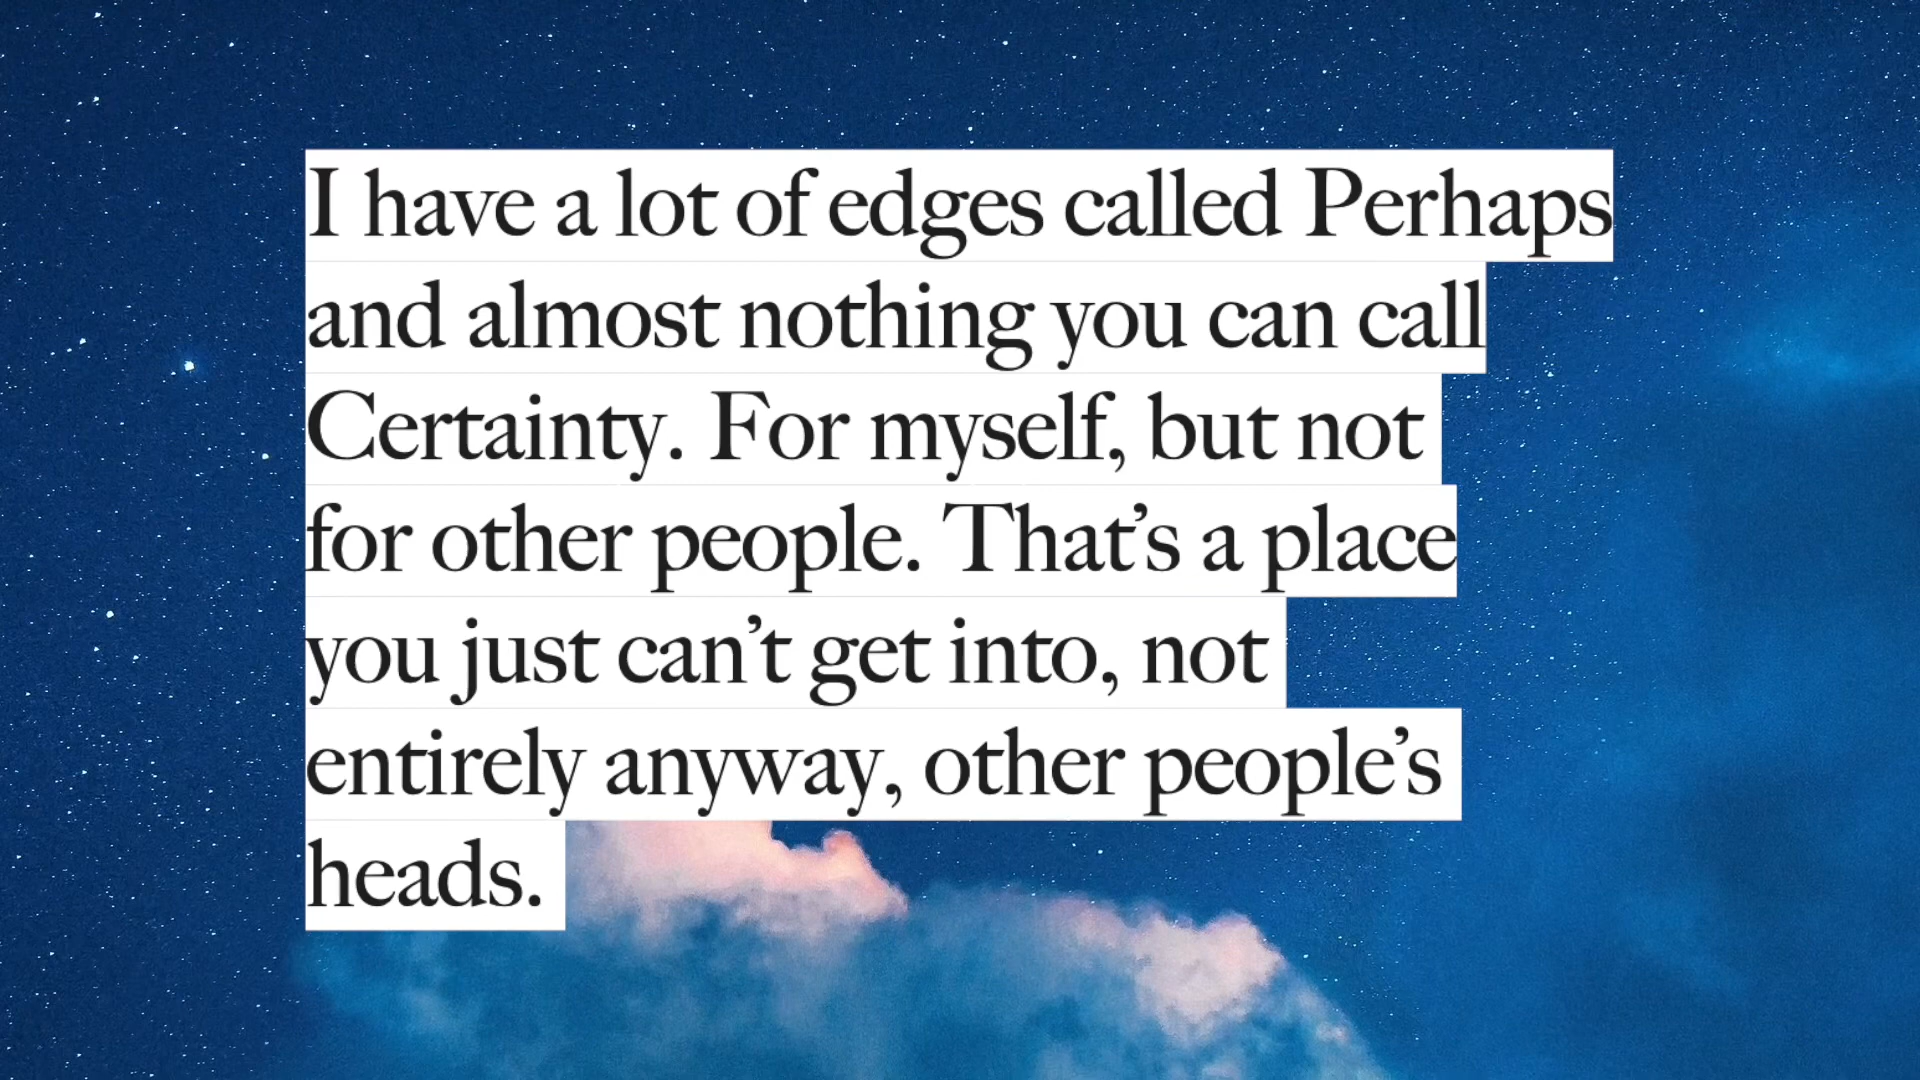 I have a lot of edges called Perhaps
and almost nothing you can call
Certainty. For myself, but not
for other people. That’s a place
you just can’t get into, not
entirely anyway, other people’s
heads.